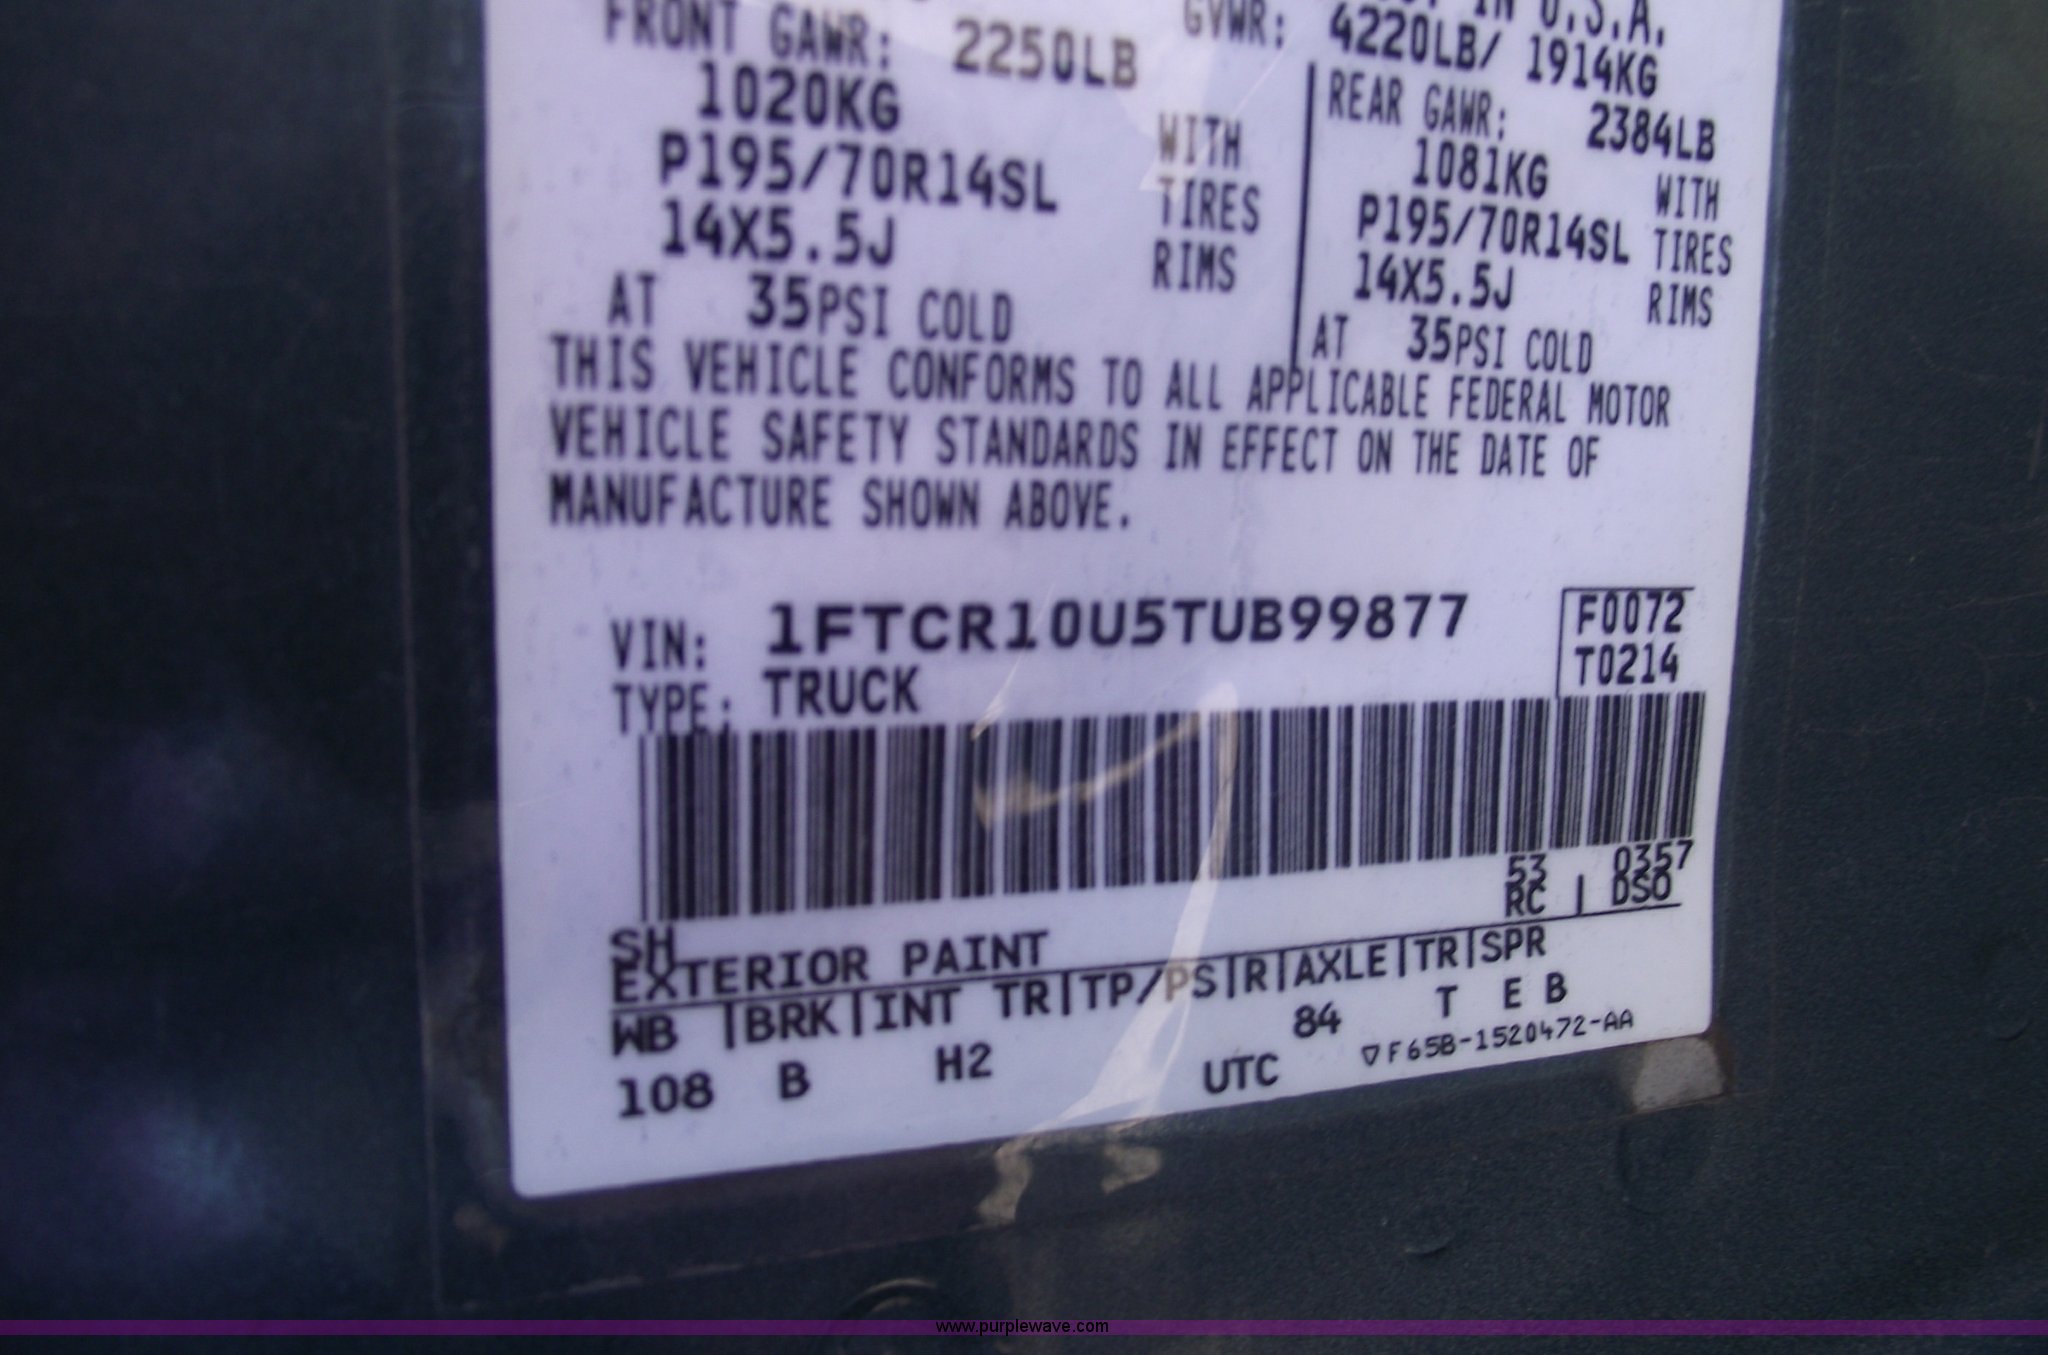 IN U.S.A.
FRONT GAWR: 2250LB
GVWR: 4220LB/ 1914KG
1020KG
WITH
P195/70R14SL
TIRES
14X5.5J
RIMS
AT 35PSI COLD
REAR GAWR: 2384LB
1081KG
WITH
P195/70R14SL TIRES
14X5.5J
RIMS
AT 35PSI COLD
THIS VEHICLE CONFORMS TO ALL APPLICABLE FEDERAL MOTOR
VEHICLE SAFETY STANDARDS IN EFFECT ON THE DATE OF
MANUFACTURE SHOWN ABOVE.
VIN: 1FTCR10U5TUB99877
F0072
T0214
TYPE: TRUCK
53 0357
RC | DSO
SH
EXTERIOR PAINT
WB |BRK|INT TR|TP/PS|R|AXLE|TR|SPR
108 B H2 UTC 84 T E B
▽F65B-1520472-AA
www.purplewave.com